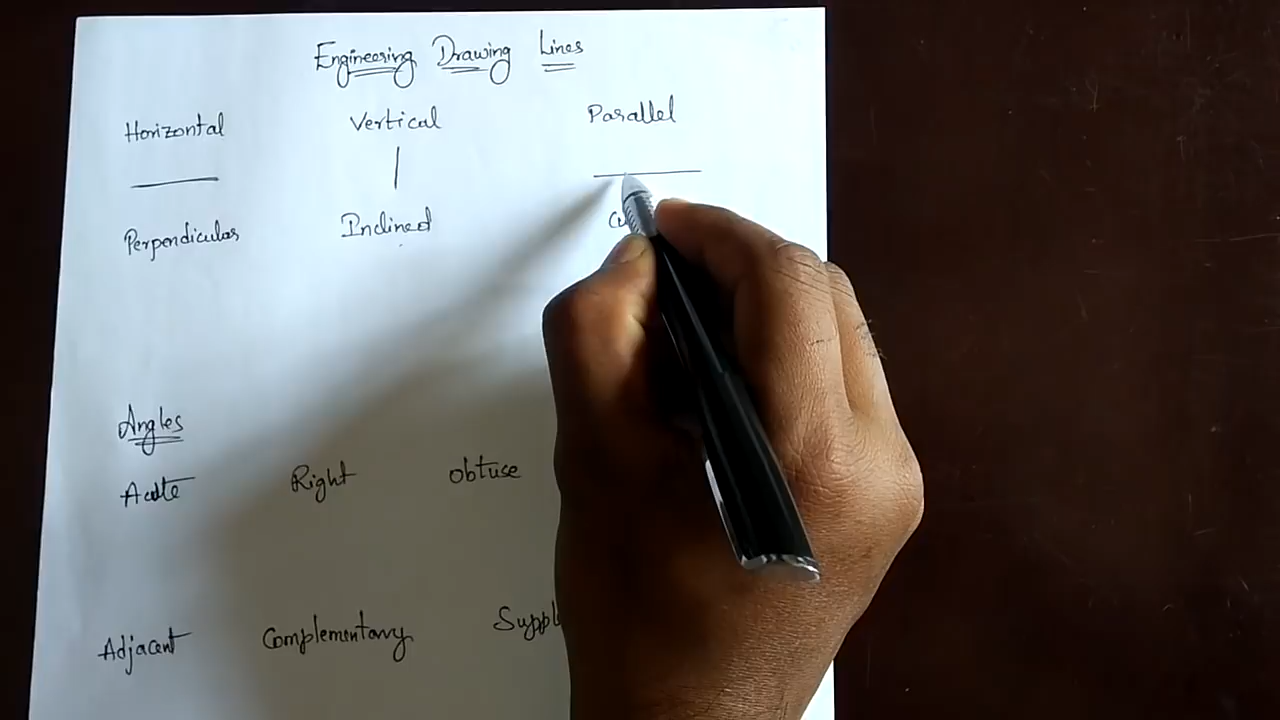 Engineering Drawing Lines
Horizontal Vertical Parallel
Perpendicular Inclined
Angles
Acute Right Obtuse
Adjacent Complementary